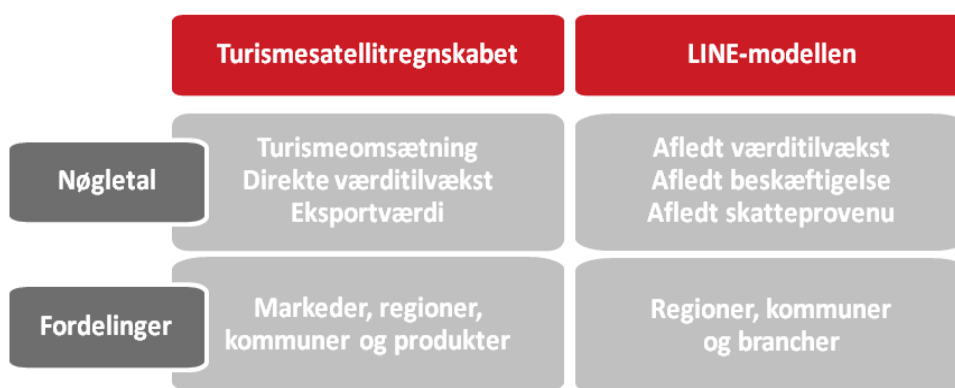 Turismesatellitregnskabet
LINE-modellen
Nøgletal
Turismeomsætning
Direkte værditilvækst
Eksportværdi
Afledt værditilvækst
Afledt beskæftigelse
Afledt skatteprovenu
Fordelinger
Markeder, regioner,
kommuner og produkter
Regioner, kommuner
og brancher